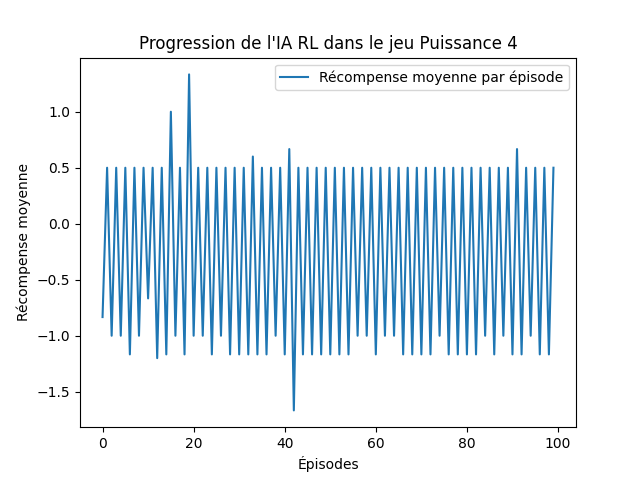 Progression de l'IA RL dans le jeu Puissance 4
Récompense moyenne par épisode
Récompense moyenne
1.0
0.5
0.0
−0.5
−1.0
−1.5
0 20 40 60 80 100
Épisodes